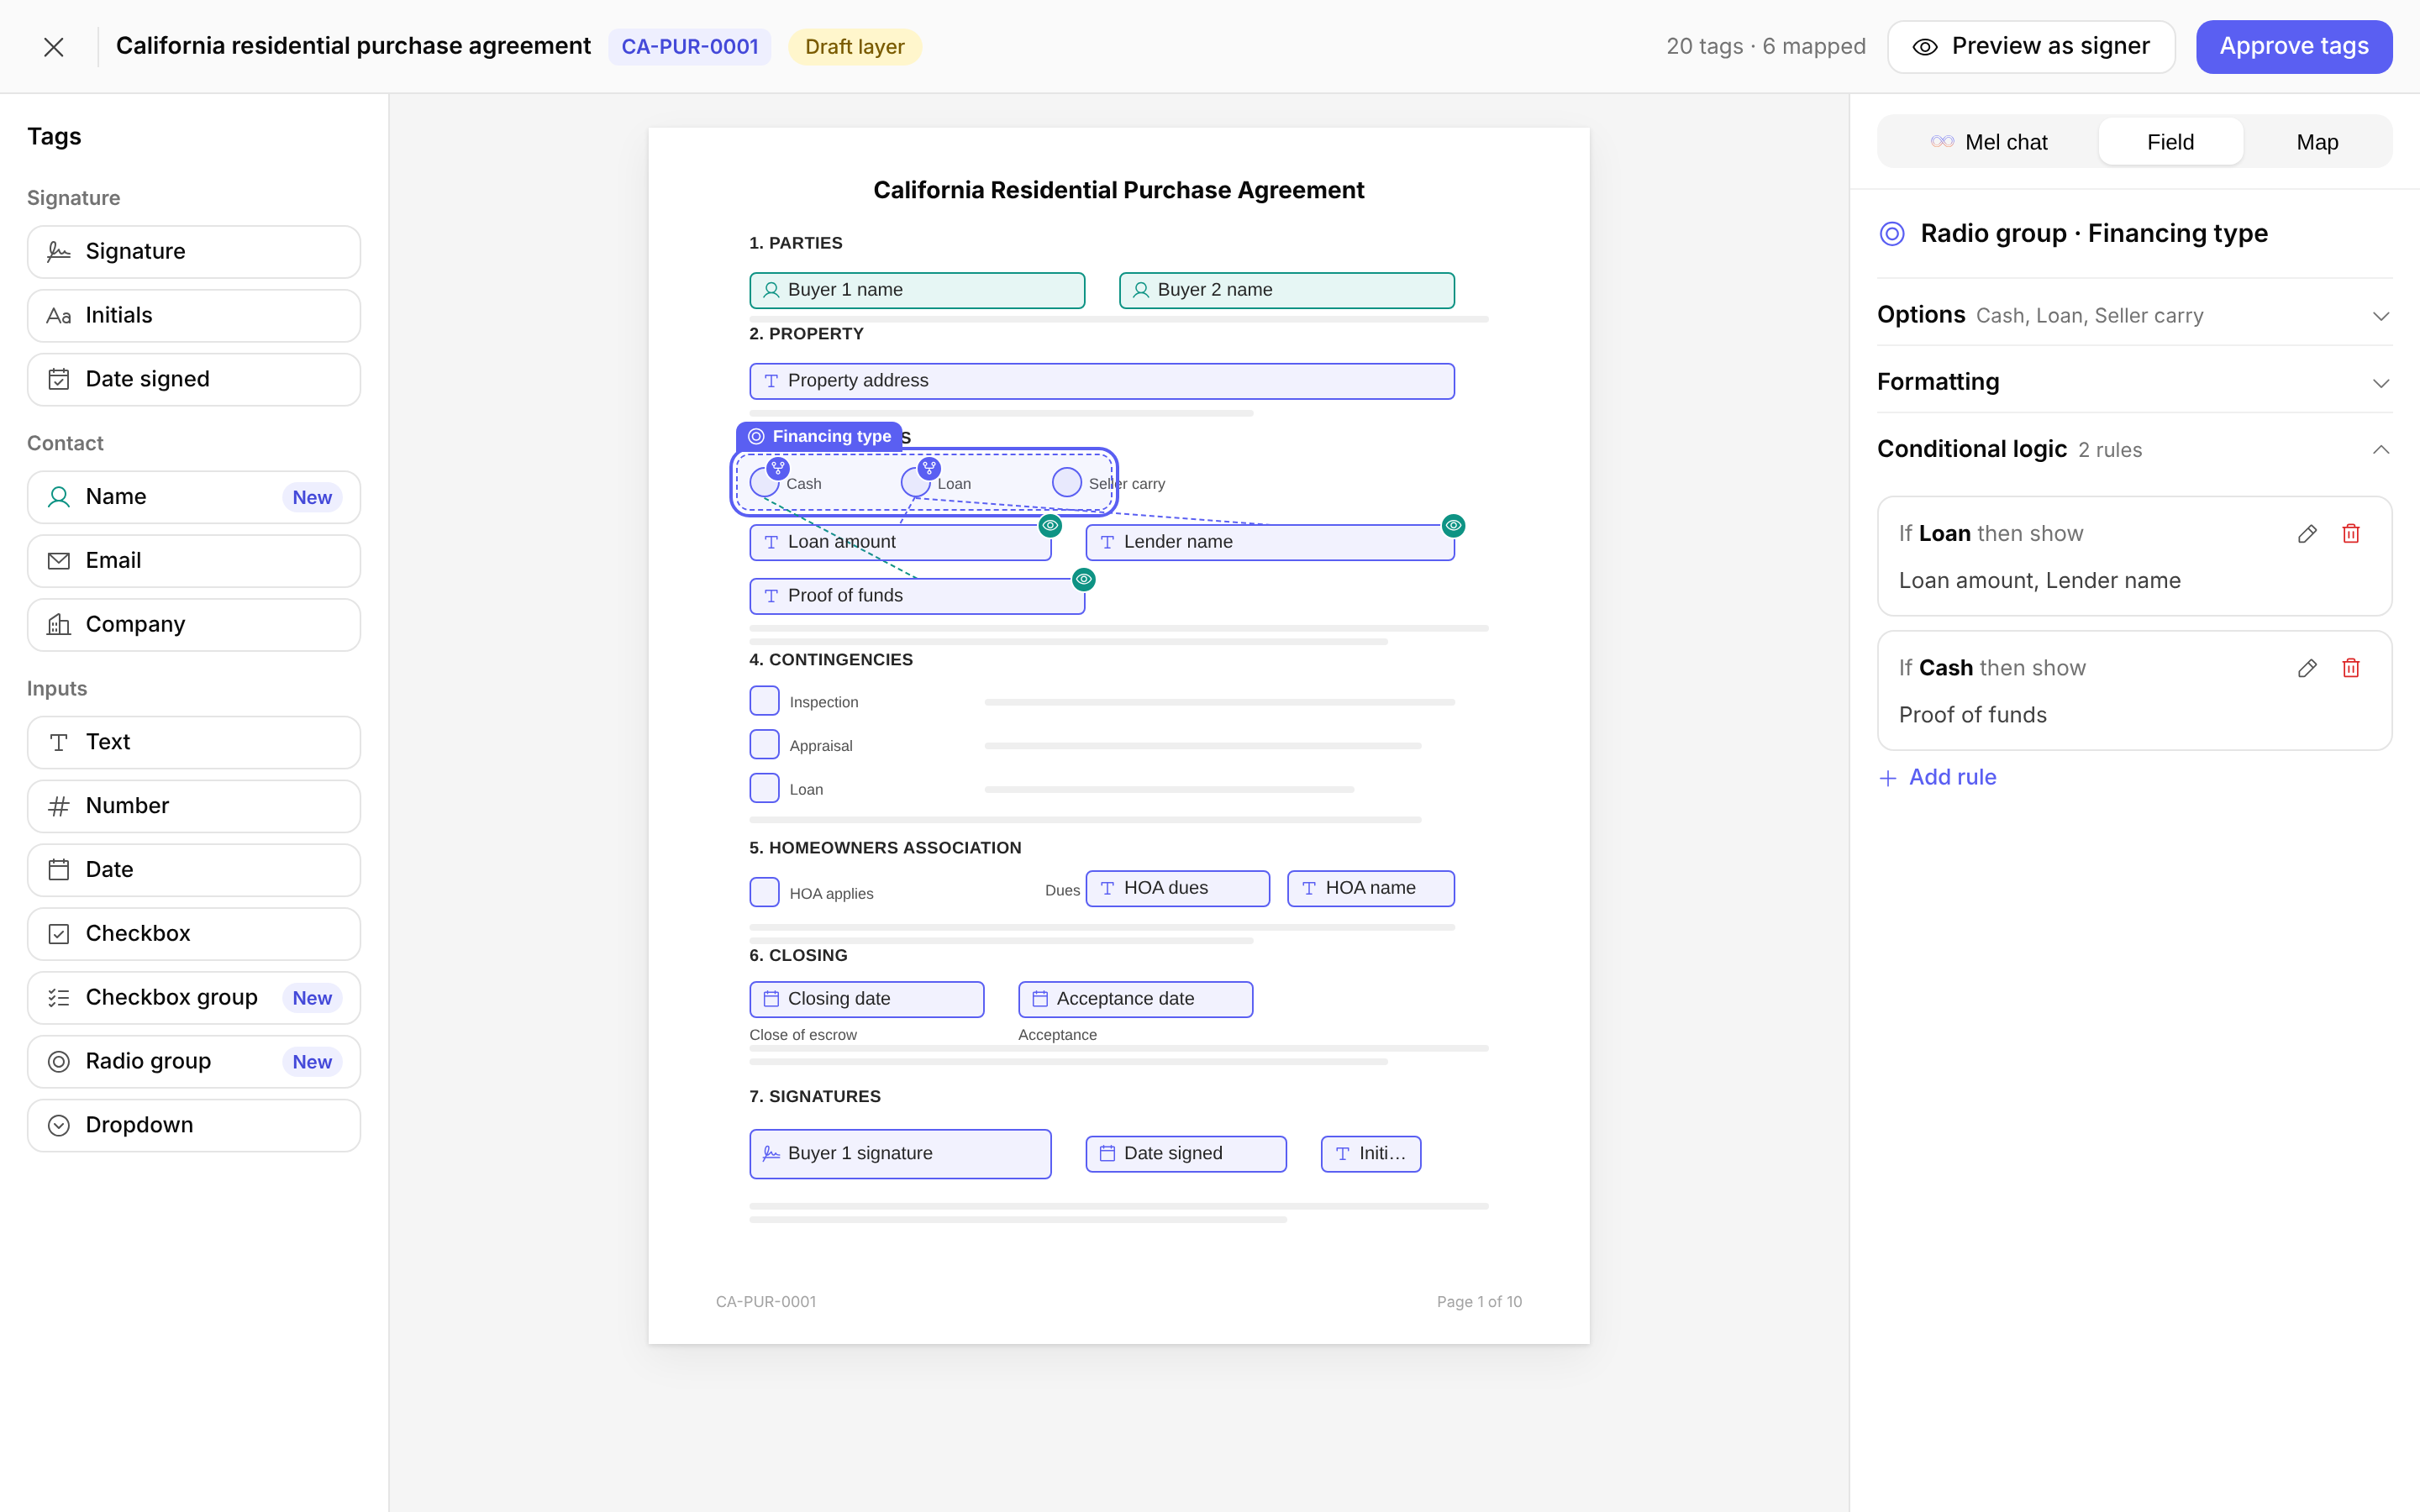 California residential purchase agreement CA-PUR-0001 Draft layer 20 tags · 6 mapped Preview as signer Approve tags
Tags
Signature
Signature
Initials
Date signed
Contact
Name New
Email
Company
Inputs
Text
Number
Date
Checkbox
Checkbox group New
Radio group New
Dropdown
California Residential Purchase Agreement
1. PARTIES
Buyer 1 name Buyer 2 name
2. PROPERTY
Property address
Financing type S
Cash Loan Seller carry
Loan amount Lender name
Proof of funds
4. CONTINGENCIES
Inspection
Appraisal
Loan
5. HOMEOWNERS ASSOCIATION
HOA applies Dues HOA dues HOA name
6. CLOSING
Closing date Acceptance date
Close of escrow Acceptance
7. SIGNATURES
Buyer 1 signature Date signed Initi...
CA-PUR-0001 Page 1 of 10
Mel chat Field Map
Radio group · Financing type
Options Cash, Loan, Seller carry
Formatting
Conditional logic 2 rules
If Loan then show
Loan amount, Lender name
If Cash then show
Proof of funds
Add rule